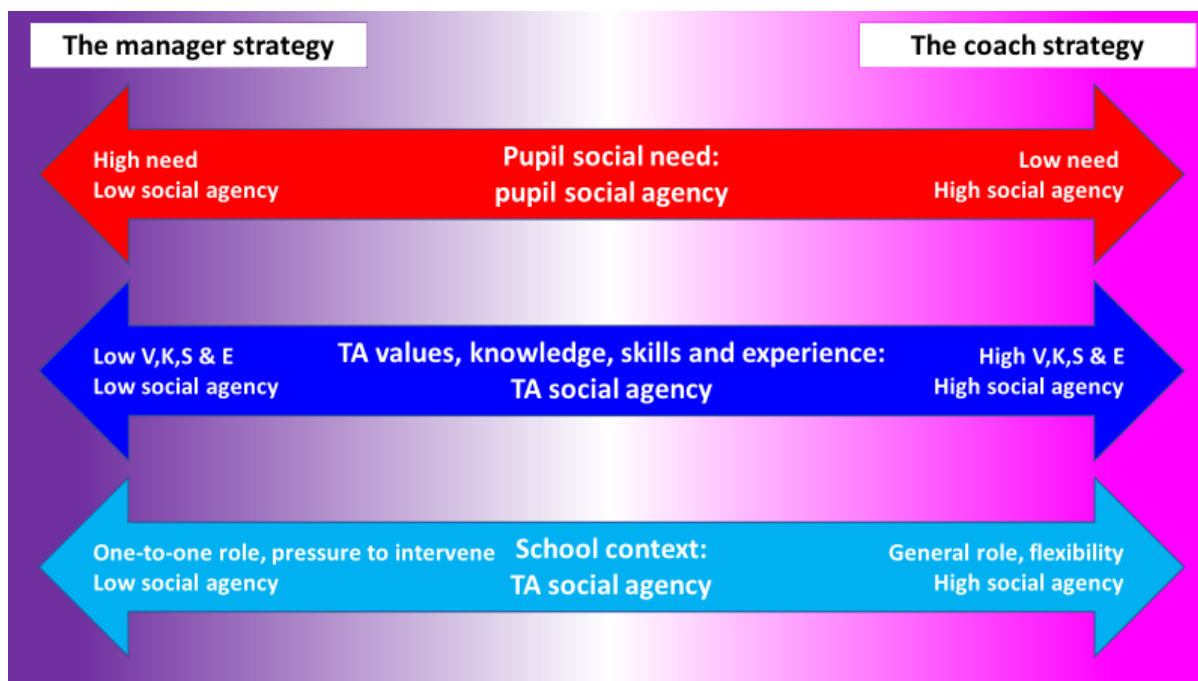 The manager strategy
The coach strategy
High need
Low social agency
Pupil social need:
pupil social agency
Low need
High social agency
Low V,K,S & E
Low social agency
TA values, knowledge, skills and experience:
TA social agency
High V,K,S & E
High social agency
One-to-one role, pressure to intervene
Low social agency
School context:
TA social agency
General role, flexibility
High social agency